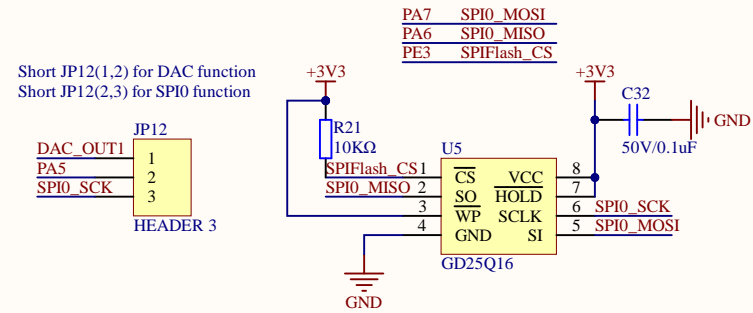 PA7 SPI0_MOSI
PA6 SPI0_MISO
PE3 SPIFlash_CS
Short JP12(1,2) for DAC function
Short JP12(2,3) for SPI0 function
+3V3
+3V3
C32
GND
50V/0.1uF
R21
10KΩ
JP12
DAC_OUT1 1
PA5 2
SPI0_SCK 3
HEADER 3
U5
SPIFlash_CS 1 CS VCC 8
SPI0_MISO 2 SO HOLD 7
3 WP SCLK 6 SPI0_SCK
4 GND SI 5 SPI0_MOSI
GD25Q16
GND